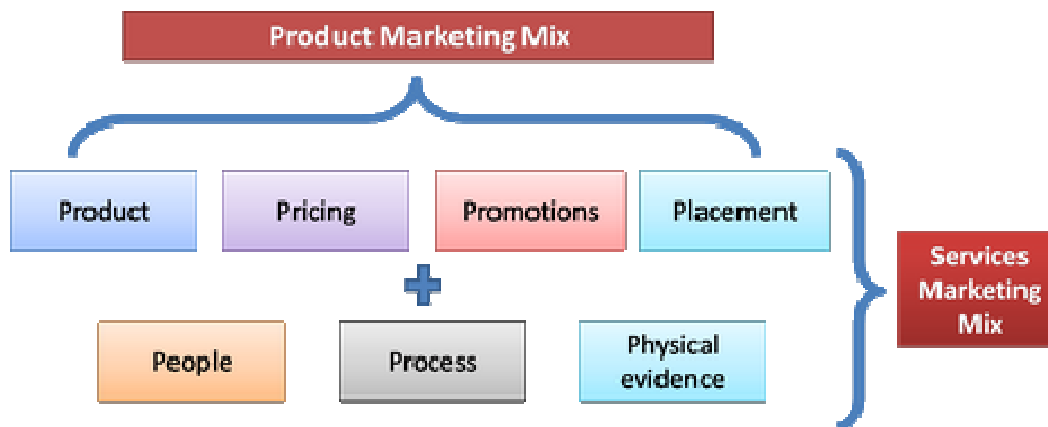 Product Marketing Mix
Product
Pricing
Promotions
Placement
Services
Marketing
Mix
People
Process
Physical
evidence